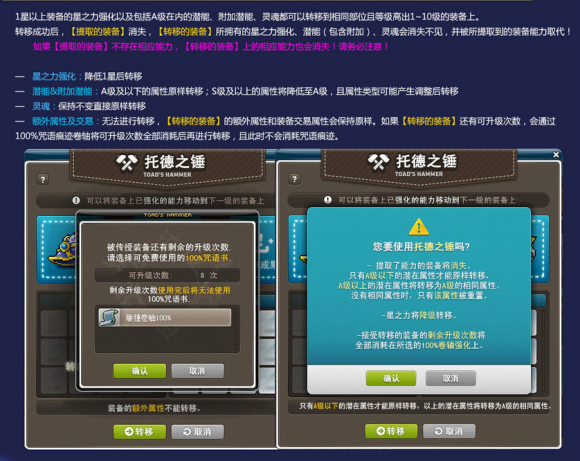 1星以上装备的星之力强化以及包括A级在内的潜能、附加潜能、灵魂都可以转移到相同部位且等级高出1~10级的装备上。
转移成功后，【提取的装备】消失，【转移的装备】所拥有的星之力强化、潜能（包含附加）、灵魂会消失不见，并被所提取到的装备能力取代！
如果【提取的装备】不存在相应能力，【转移的装备】上的相应能力也会消失！请务必注意！
— 星之力强化：降低1星后转移
— 潜能&附加潜能：A级及以下的属性原样转移；S级及以上的属性将降低至A级，且属性类型可能产生调整后转移
— 灵魂：保持不变直接原样转移
— 额外属性及交易：无法进行转移，【转移的装备】的额外属性和装备交易属性会保持原样。如果【转移的装备】还有可升级次数，会通过
100%咒语痕迹卷轴将可升级次数全部消耗后再进行转移，且此时不会消耗咒语痕迹。
托德之锤
TOAD'S HAMMER
?
可以将装备上已强化的能力移动到下一级的装备上
TOAD'S HAMMER
被传授装备还有剩余的升级次数.
请选择可免费使用的100%咒语书.
可升级次数: 8 次
剩余升级次数使用完后将无法使用
100%咒语书.
敏捷卷轴100%
确认
取消
成集
转
装备的额外属性不能转移。
转移
取消
托德之锤
TOAD'S HAMMER
?
可以将装备上已强化的能力移动到下一级的装备上
您要使用托德之锤吗?
- 提取了能力的装备将消失。
只有A级以下的潜在属性才能原样转移。
A级以上的潜在属性将转移为A级的相同属性。
没有相同属性时，只有该属性被重置。
-星之力将降级转移。
-接受转移的装备的剩余升级次数将
全部消耗在所选的100%卷轴强化上。
确认
取消
只有A级以下的潜在属性才能原样转移，以上的潜在属性将转移为A级的相同属性。
转移
取消